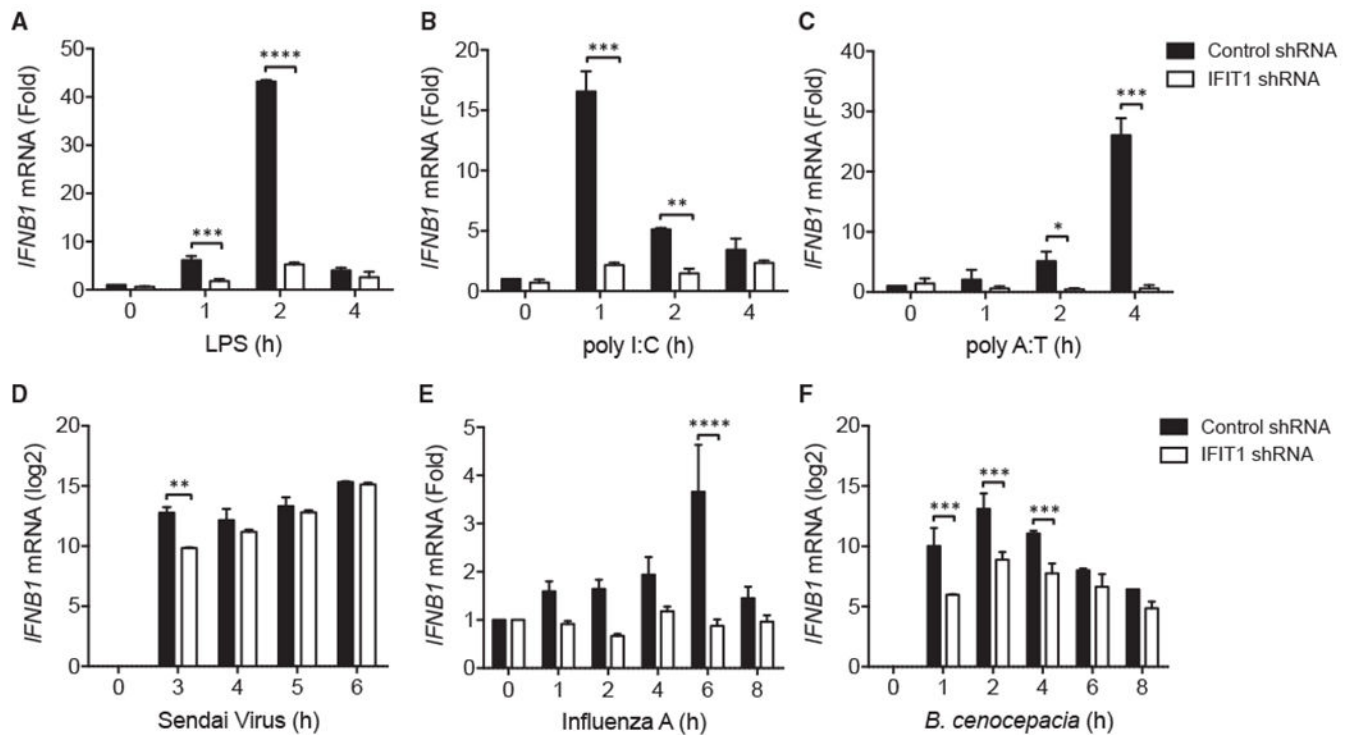 A
IFNB1 mRNA (Fold)
50
40
30
20
10
0
***
****
0 1 2 4
LPS (h)
B
IFNB1 mRNA (Fold)
20
15
10
5
0
***
**
0 1 2 4
poly I:C (h)
C
IFNB1 mRNA (Fold)
40
30
20
10
0
*
***
0 1 2 4
poly A:T (h)
Control shRNA
IFIT1 shRNA
D
IFNB1 mRNA (log2)
20
15
10
5
0
**
0 3 4 5 6
Sendai Virus (h)
E
IFNB1 mRNA (Fold)
5
4
3
2
1
0
****
0 1 2 4 6 8
Influenza A (h)
F
IFNB1 mRNA (log2)
20
15
10
5
0
***
***
***
0 1 2 4 6 8
B. cenocepacia (h)
Control shRNA
IFIT1 shRNA